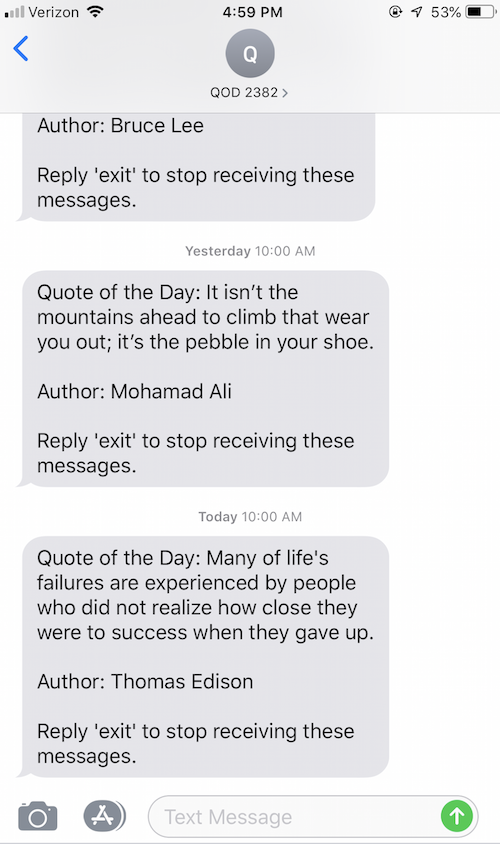 Verizon 4:59 PM 53%
Q
QOD 2382 >
Author: Bruce Lee
Reply 'exit' to stop receiving these
messages.
Yesterday 10:00 AM
Quote of the Day: It isn’t the
mountains ahead to climb that wear
you out; it’s the pebble in your shoe.
Author: Mohamad Ali
Reply 'exit' to stop receiving these
messages.
Today 10:00 AM
Quote of the Day: Many of life's
failures are experienced by people
who did not realize how close they
were to success when they gave up.
Author: Thomas Edison
Reply 'exit' to stop receiving these
messages.
Text Message